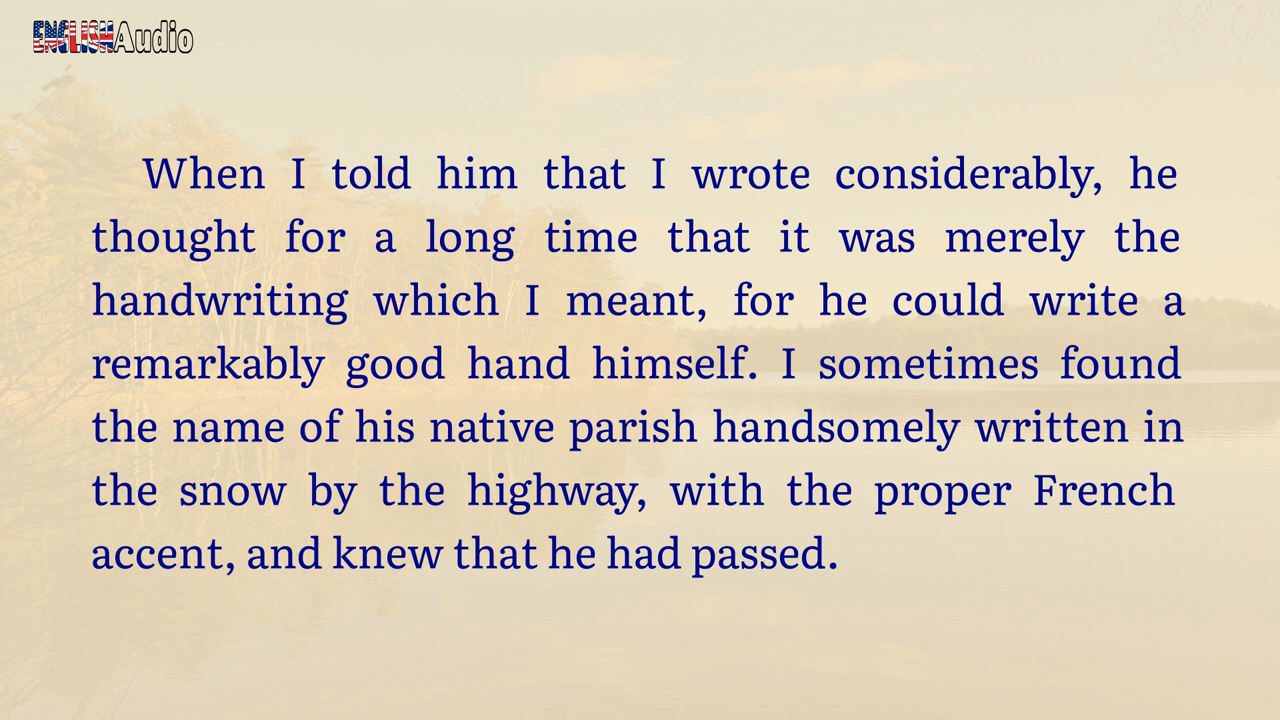 ENGLISHAudio
When I told him that I wrote considerably, he
thought for a long time that it was merely the
handwriting which I meant, for he could write a
remarkably good hand himself. I sometimes found
the name of his native parish handsomely written in
the snow by the highway, with the proper French
accent, and knew that he had passed.